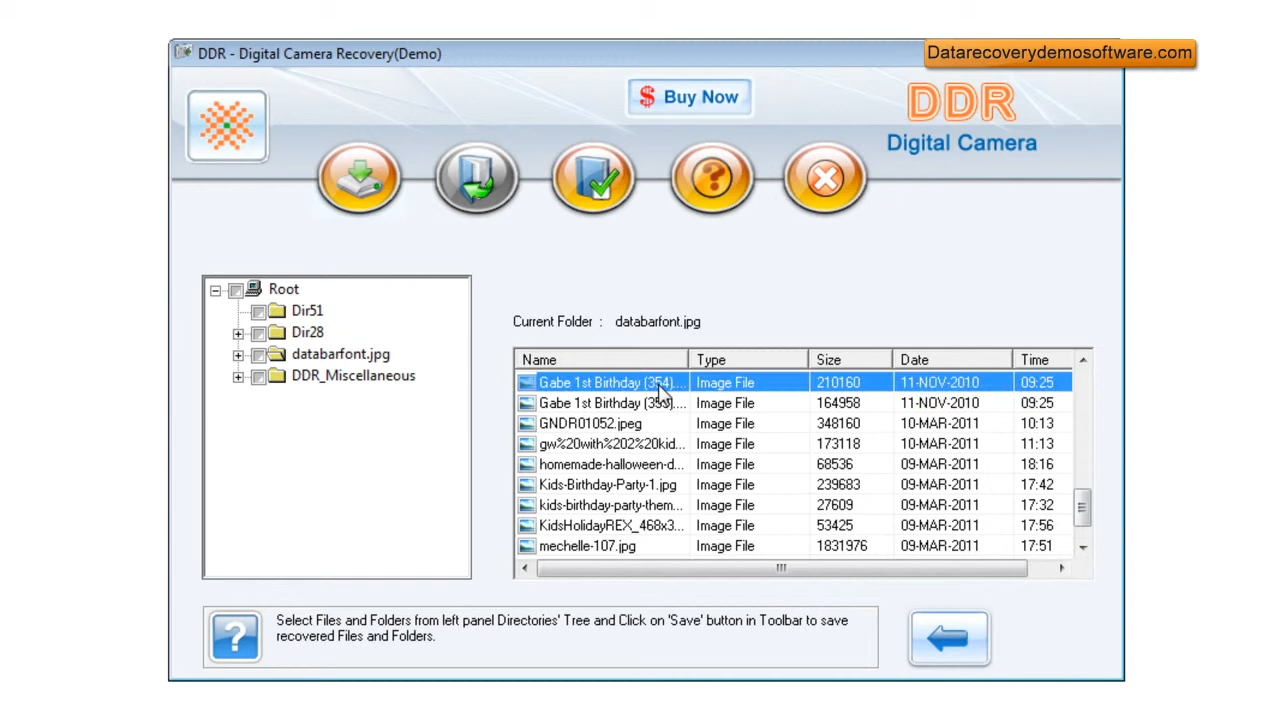 DDR - Digital Camera Recovery(Demo)
Datarecoverydemosoftware.com
$ Buy Now
DDR
Digital Camera
Root
Dir51
Dir28
databarfont.jpg
DDR_Miscellaneous
Current Folder : databarfont.jpg
Name Type Size Date Time
Gabe 1st Birthday (354).... Image File 210160 11-NOV-2010 09:25
Gabe 1st Birthday (353).... Image File 164958 11-NOV-2010 09:25
GNDR01052.jpeg Image File 348160 10-MAR-2011 10:13
gw%20with%202%20kid... Image File 173118 09-MAR-2011 11:13
homemade-halloween-d... Image File 68536 09-MAR-2011 18:16
Kids-Birthday-Party-1.jpg Image File 239683 09-MAR-2011 17:42
kids-birthday-party-them... Image File 27609 09-MAR-2011 17:32
KidsHolidayREX_468x3... Image File 53425 09-MAR-2011 17:56
mechelle-107.jpg Image File 1831976 09-MAR-2011 17:51
? Select Files and Folders from left panel Directories' Tree and Click on 'Save' button in Toolbar to save
recovered Files and Folders.